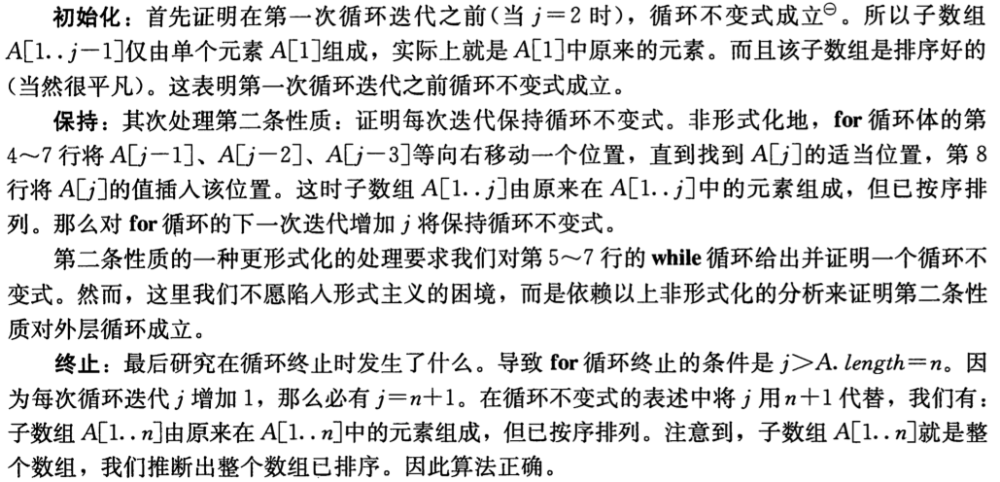 初始化：首先证明在第一次循环迭代之前(当 j＝2 时)，循环不变式成立⊖。所以子数组
A[1..j－1]仅由单个元素 A[1]组成，实际上就是 A[1]中原来的元素。而且该子数组是排序好的
(当然很平凡)。这表明第一次循环迭代之前循环不变式成立。
保持：其次处理第二条性质：证明每次迭代保持循环不变式。非形式化地，for 循环体的第
4～7 行将 A[j－1]、A[j－2]、A[j－3]等向右移动一个位置，直到找到 A[j]的适当位置，第 8
行将 A[j]的值插入该位置。这时子数组 A[1..j]由原来在 A[1..j]中的元素组成，但已按序排
列。那么对 for 循环的下一次迭代增加 j 将保持循环不变式。
第二条性质的一种更形式化的处理要求我们对第 5～7 行的 while 循环给出并证明一个循环不
变式。然而，这里我们不愿陷入形式主义的困境，而是依赖以上非形式化的分析来证明第二条性
质对外层循环成立。
终止：最后研究在循环终止时发生了什么。导致 for 循环终止的条件是 j＞A. length＝n。因
为每次循环迭代 j 增加 1，那么必有 j＝n＋1。在循环不变式的表述中将 j 用 n＋1 代替，我们有：
子数组 A[1..n]由原来在 A[1..n]中的元素组成，但已按序排列。注意到，子数组 A[1..n]就是整
个数组，我们推断出整个数组已排序。因此算法正确。